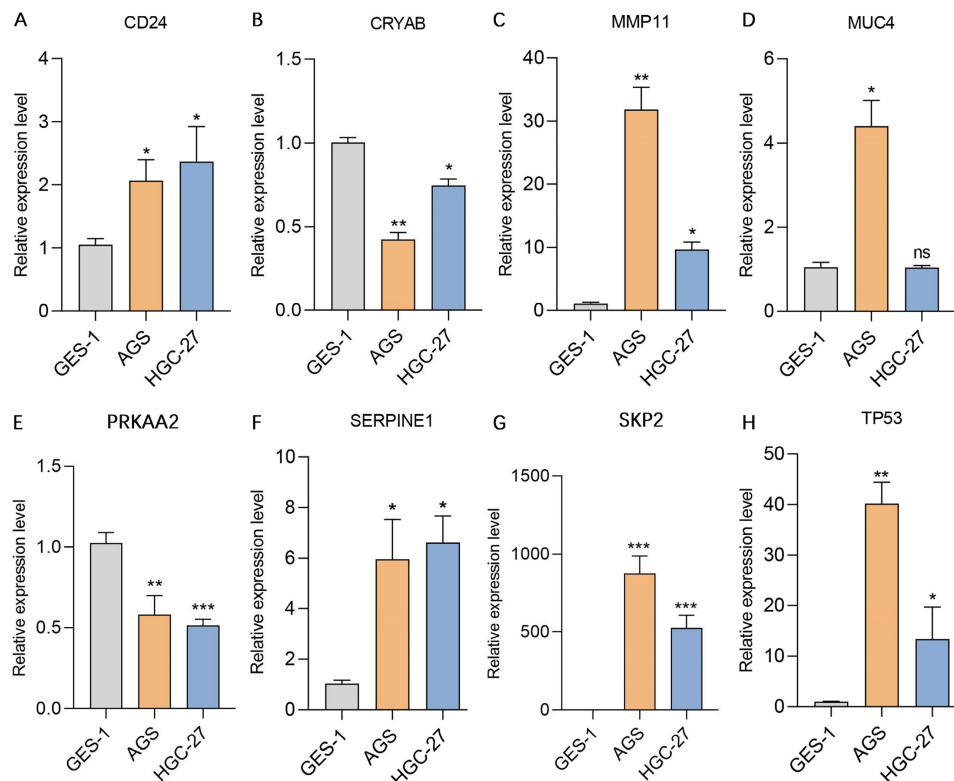 A CD24
Relative expression level
4
3
2
1
0
*
*
GES-1
AGS
HGC-27
B CRYAB
Relative expression level
1.5
1.0
0.5
0.0
**
*
GES-1
AGS
HGC-27
C MMP11
Relative expression level
40
30
20
10
0
**
*
GES-1
AGS
HGC-27
D MUC4
Relative expression level
6
4
2
0
*
ns
GES-1
AGS
HGC-27
E PRKAA2
Relative expression level
1.5
1.0
0.5
0.0
**
***
GES-1
AGS
HGC-27
F SERPINE1
Relative expression level
10
8
6
4
2
0
*
*
GES-1
AGS
HGC-27
G SKP2
Relative expression level
1500
1000
500
0
***
***
GES-1
AGS
HGC-27
H TP53
Relative expression level
50
40
30
20
10
0
**
*
GES-1
AGS
HGC-27